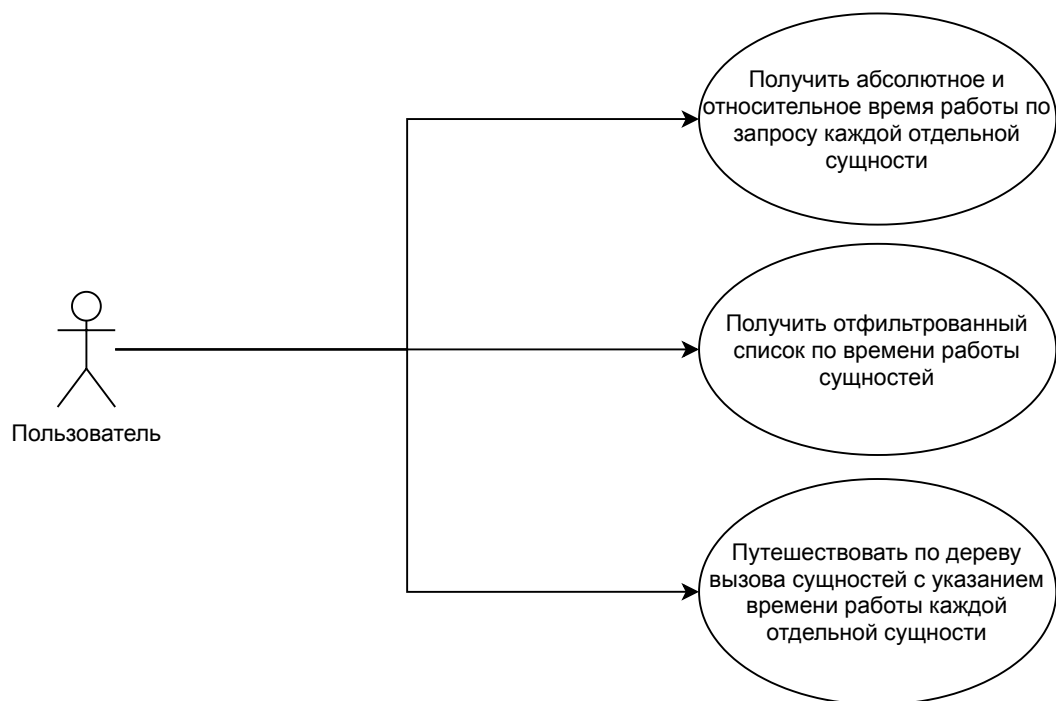 Получить абсолютное и
относительное время работы по
запросу каждой отдельной
сущности
Получить отфильтрованный
список по времени работы
сущностей
Пользователь
Путешествовать по дереву
вызова сущностей с указанием
времени работы каждой
отдельной сущности